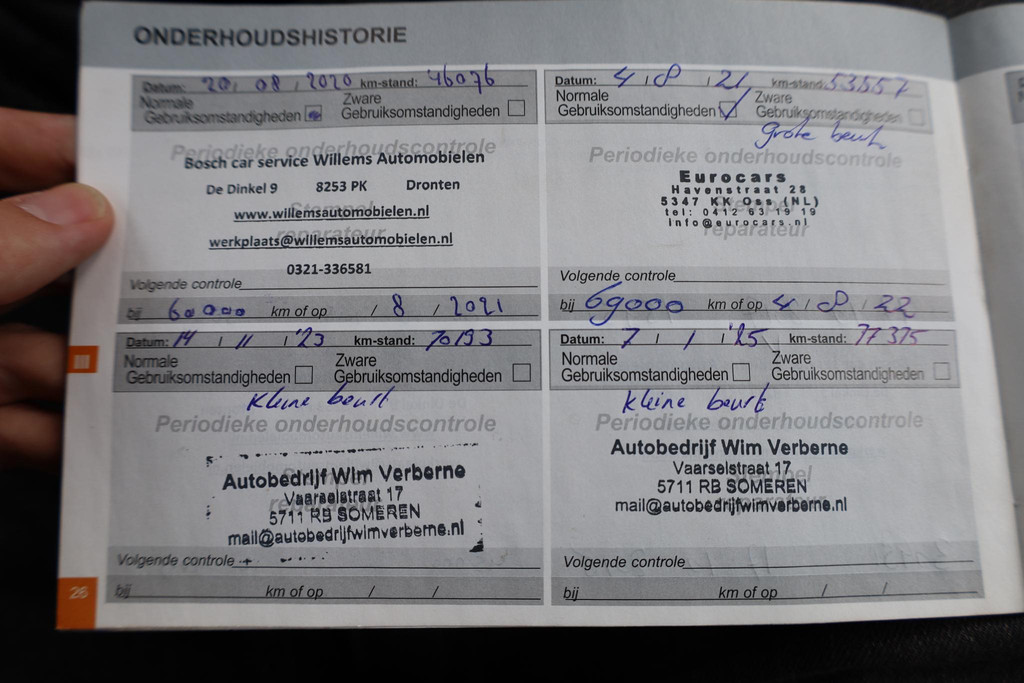 ONDERHOUDSHISTORIE
Datum: 20 / 08 / 2020 km-stand: 46076
Normale
Gebruiksomstandigheden
Zware
Gebruiksomstandigheden
Periodieke onderhoudscontrole
Bosch car service Willems Automobielen
De Dinkel 9 8253 PK Dronten
Stempel
www.willemsautomobielen.nl
reparateur
werkplaats@willemsautomobielen.nl
0321-336581
Volgende controle
bij 60000 km of op / 8 / 2021
Datum: 4 / 8 / 21 km-stand: 53557
Normale
Gebruiksomstandigheden
Zware
Gebruiksomstandigheden
grote beurt
Periodieke onderhoudscontrole
Eurocars
Havenstraat 28
5347 KK Oss (NL)
Stempel
tel: 0412 63 19 19
info@eurocars.nl
reparateur
Volgende controle
bij 69000 km of op 4 / 8 / 22
Datum: 14 / 11 / '23 km-stand: 70193
Normale
Gebruiksomstandigheden
Zware
Gebruiksomstandigheden
kleine beurt
Periodieke onderhoudscontrole
Autobedrijf Wim Verberne
Vaarselstraat 17
5711 RB SOMEREN
mail@autobedrijfwimverberne.nl
Volgende controle
bij km of op / /
Datum: 7 / 1 / '25 km-stand: 77375
Normale
Gebruiksomstandigheden
Zware
Gebruiksomstandigheden
kleine beurt
Periodieke onderhoudscontrole
Autobedrijf Wim Verberne
Vaarselstraat 17
5711 RB SOMEREN
mail@autobedrijfwimverberne.nl
Volgende controle
bij km of op / /
III
26